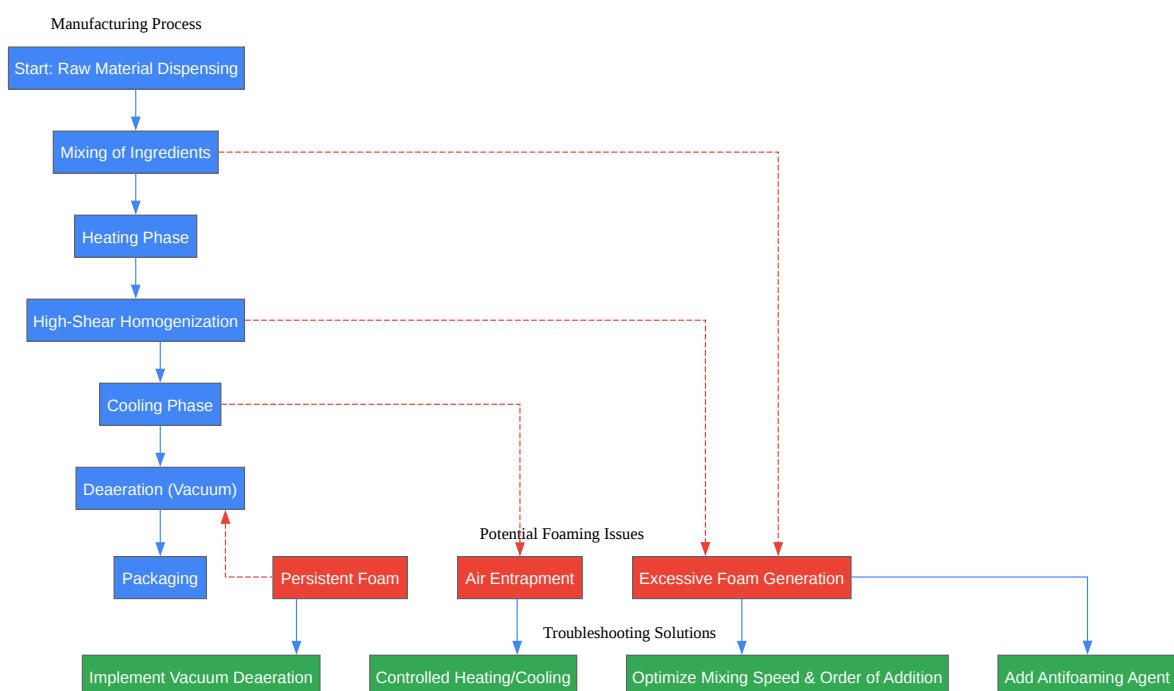 Manufacturing Process
Start: Raw Material Dispensing
Mixing of Ingredients
Heating Phase
High-Shear Homogenization
Cooling Phase
Deaeration (Vacuum)
Potential Foaming Issues
Packaging
Persistent Foam
Air Entrapment
Excessive Foam Generation
Troubleshooting Solutions
Implement Vacuum Deaeration
Controlled Heating/Cooling
Optimize Mixing Speed & Order of Addition
Add Antifoaming Agent